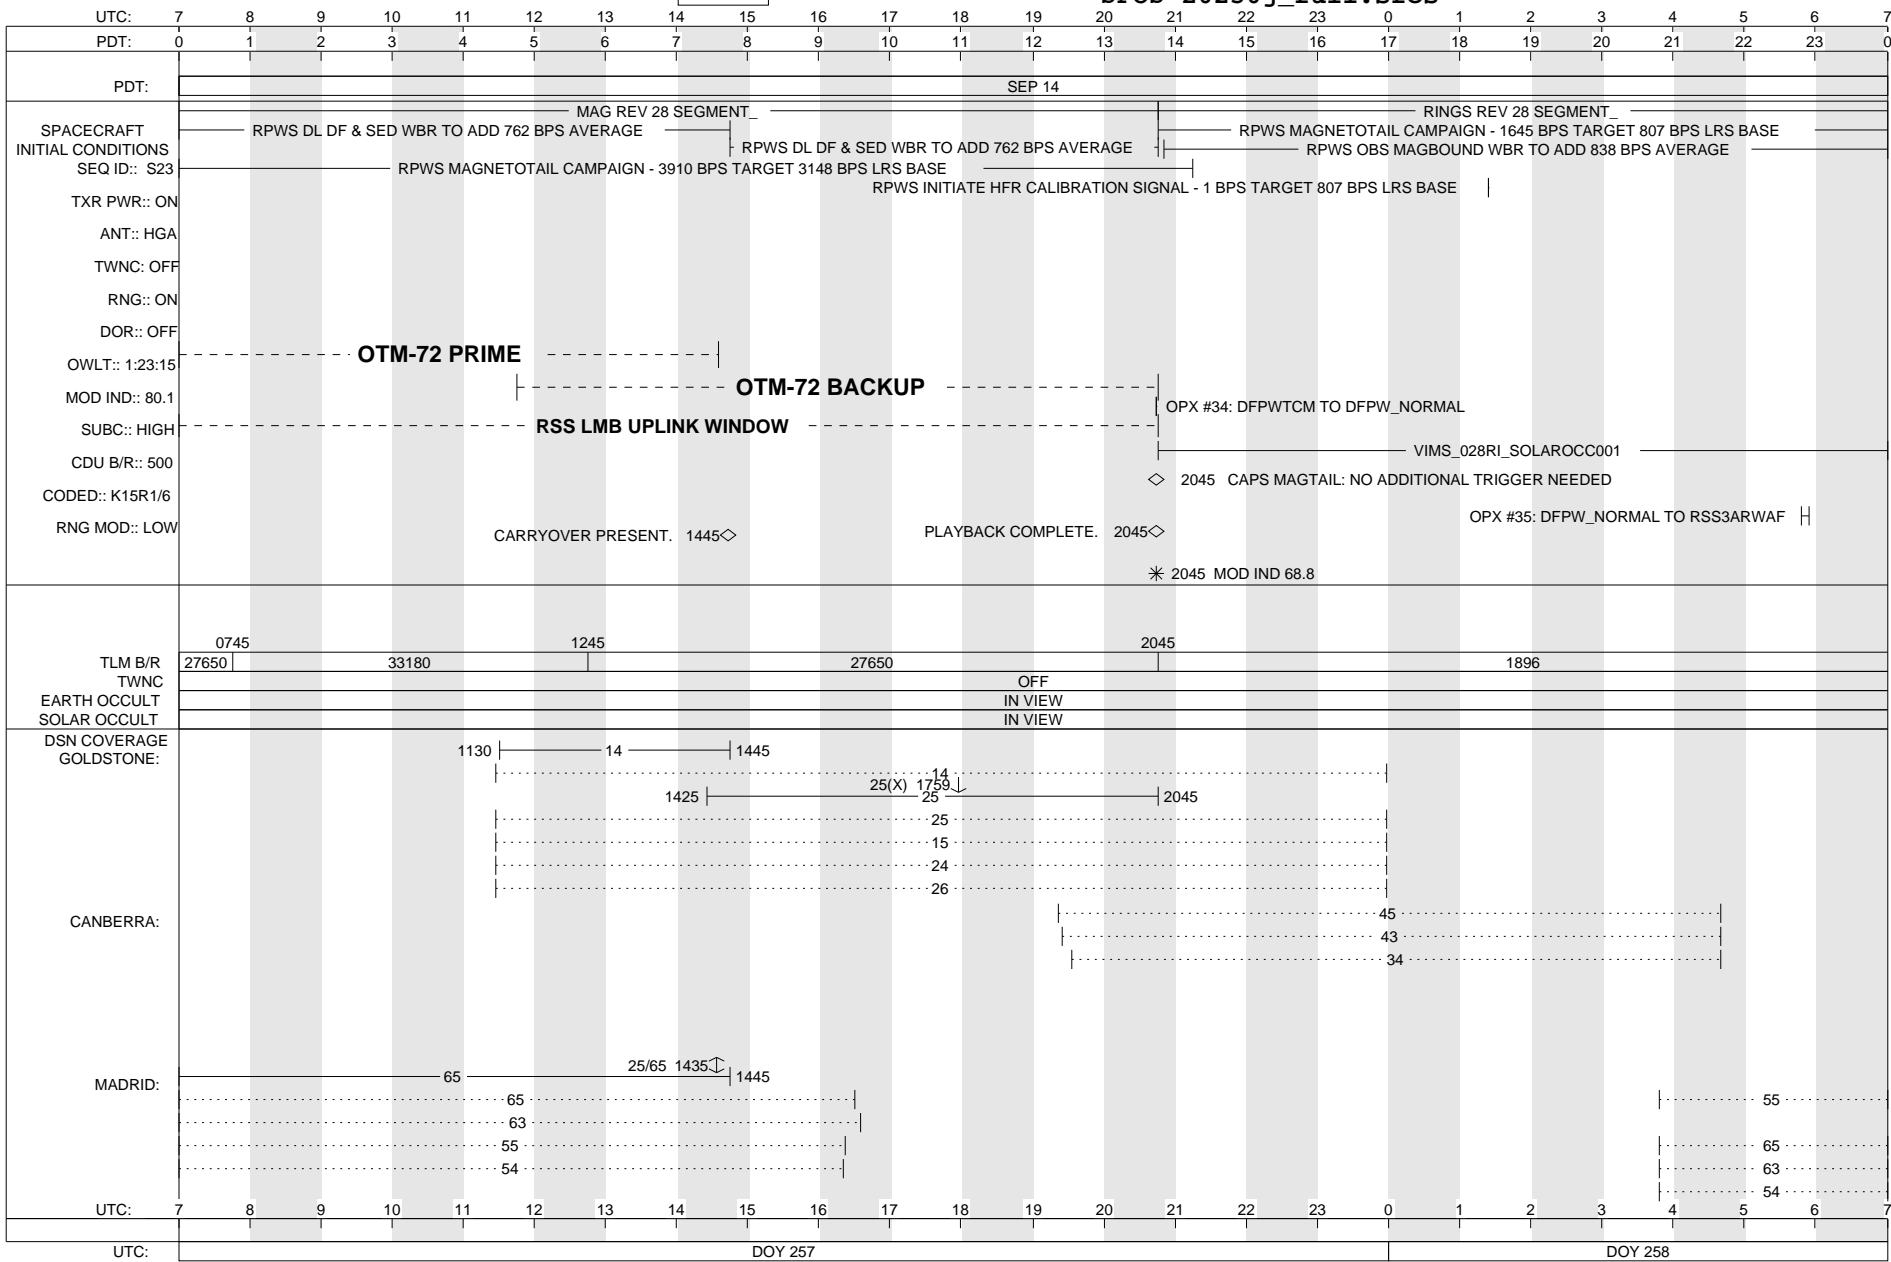 UTC: 7 8 9 10 11 12 13 14 15 16 17 18 19 20 21 22 23 0 1 2 3 4 5 6 7
PDT: 0 1 2 3 4 5 6 7 8 9 10 11 12 13 14 15 16 17 18 19 20 21 22 23 0
PDT: SEP 14
MAG REV 28 SEGMENT_ RINGS REV 28 SEGMENT_
SPACECRAFT RPWS DL DF & SED WBR TO ADD 762 BPS AVERAGE RPWS MAGNETOTAIL CAMPAIGN - 1645 BPS TARGET 807 BPS LRS BASE
INITIAL CONDITIONS RPWS DL DF & SED WBR TO ADD 762 BPS AVERAGE RPWS OBS MAGBOUND WBR TO ADD 838 BPS AVERAGE
SEQ ID:: S23 RPWS MAGNETOTAIL CAMPAIGN - 3910 BPS TARGET 3148 BPS LRS BASE
RPWS INITIATE HFR CALIBRATION SIGNAL - 1 BPS TARGET 807 BPS LRS BASE
TXR PWR:: ON
ANT:: HGA
TWNC: OFF
RNG:: ON
DOR:: OFF
OTM-72 PRIME
OWLT:: 1:23:15
OTM-72 BACKUP
MOD IND:: 80.1
OPX #34: DFPWTCM TO DFPW_NORMAL
SUBC:: HIGH RSS LMB UPLINK WINDOW
VIMS_028RI_SOLAROCC001
CDU B/R:: 500
2045 CAPS MAGTAIL: NO ADDITIONAL TRIGGER NEEDED
CODED:: K15R1/6
OPX #35: DFPW_NORMAL TO RSS3ARWAF
RNG MOD:: LOW
CARRYOVER PRESENT. 1445 PLAYBACK COMPLETE. 2045
2045 MOD IND 68.8
0745 1245 2045
TLM B/R 27650 33180 27650 1896
TWNC OFF
EARTH OCCULT IN VIEW
SOLAR OCCULT IN VIEW
DSN COVERAGE
GOLDSTONE: 1130 14 1445
14
25(X) 1759
1425 25 2045
25
15
24
26
CANBERRA: 45
43
34
25/65 1435
MADRID: 65 1445
65 55
63
55 65
54 63
54
UTC: 7 8 9 10 11 12 13 14 15 16 17 18 19 20 21 22 23 0 1 2 3 4 5 6 7
UTC: DOY 257 DOY 258